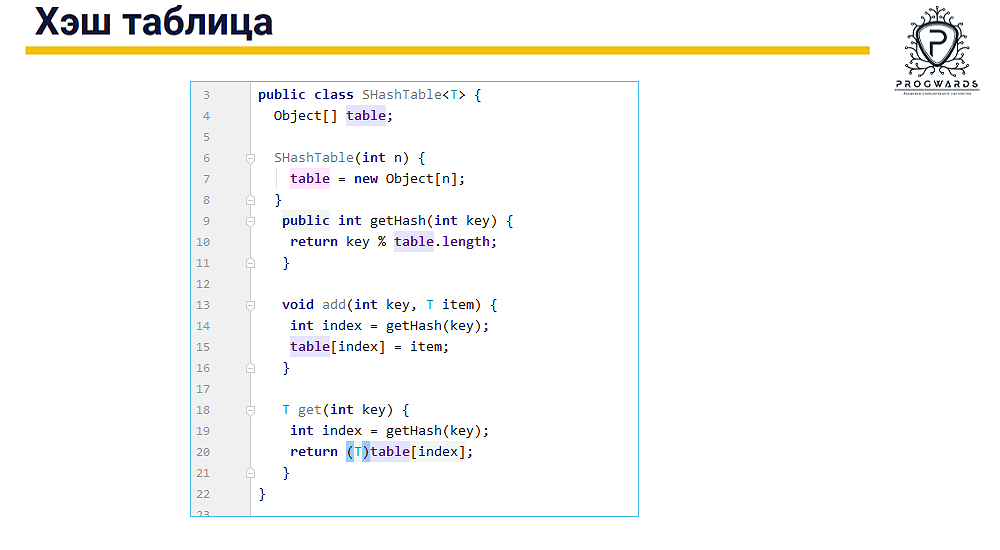 Хэш таблица
P
PROGWARDS
3 public class SHashTable<T> {
4 Object[] table;
5
6 SHashTable(int n) {
7 table = new Object[n];
8 }
9 public int getHash(int key) {
10 return key % table.length;
11 }
12
13 void add(int key, T item) {
14 int index = getHash(key);
15 table[index] = item;
16 }
17
18 T get(int key) {
19 int index = getHash(key);
20 return (T)table[index];
21 }
22 }
23